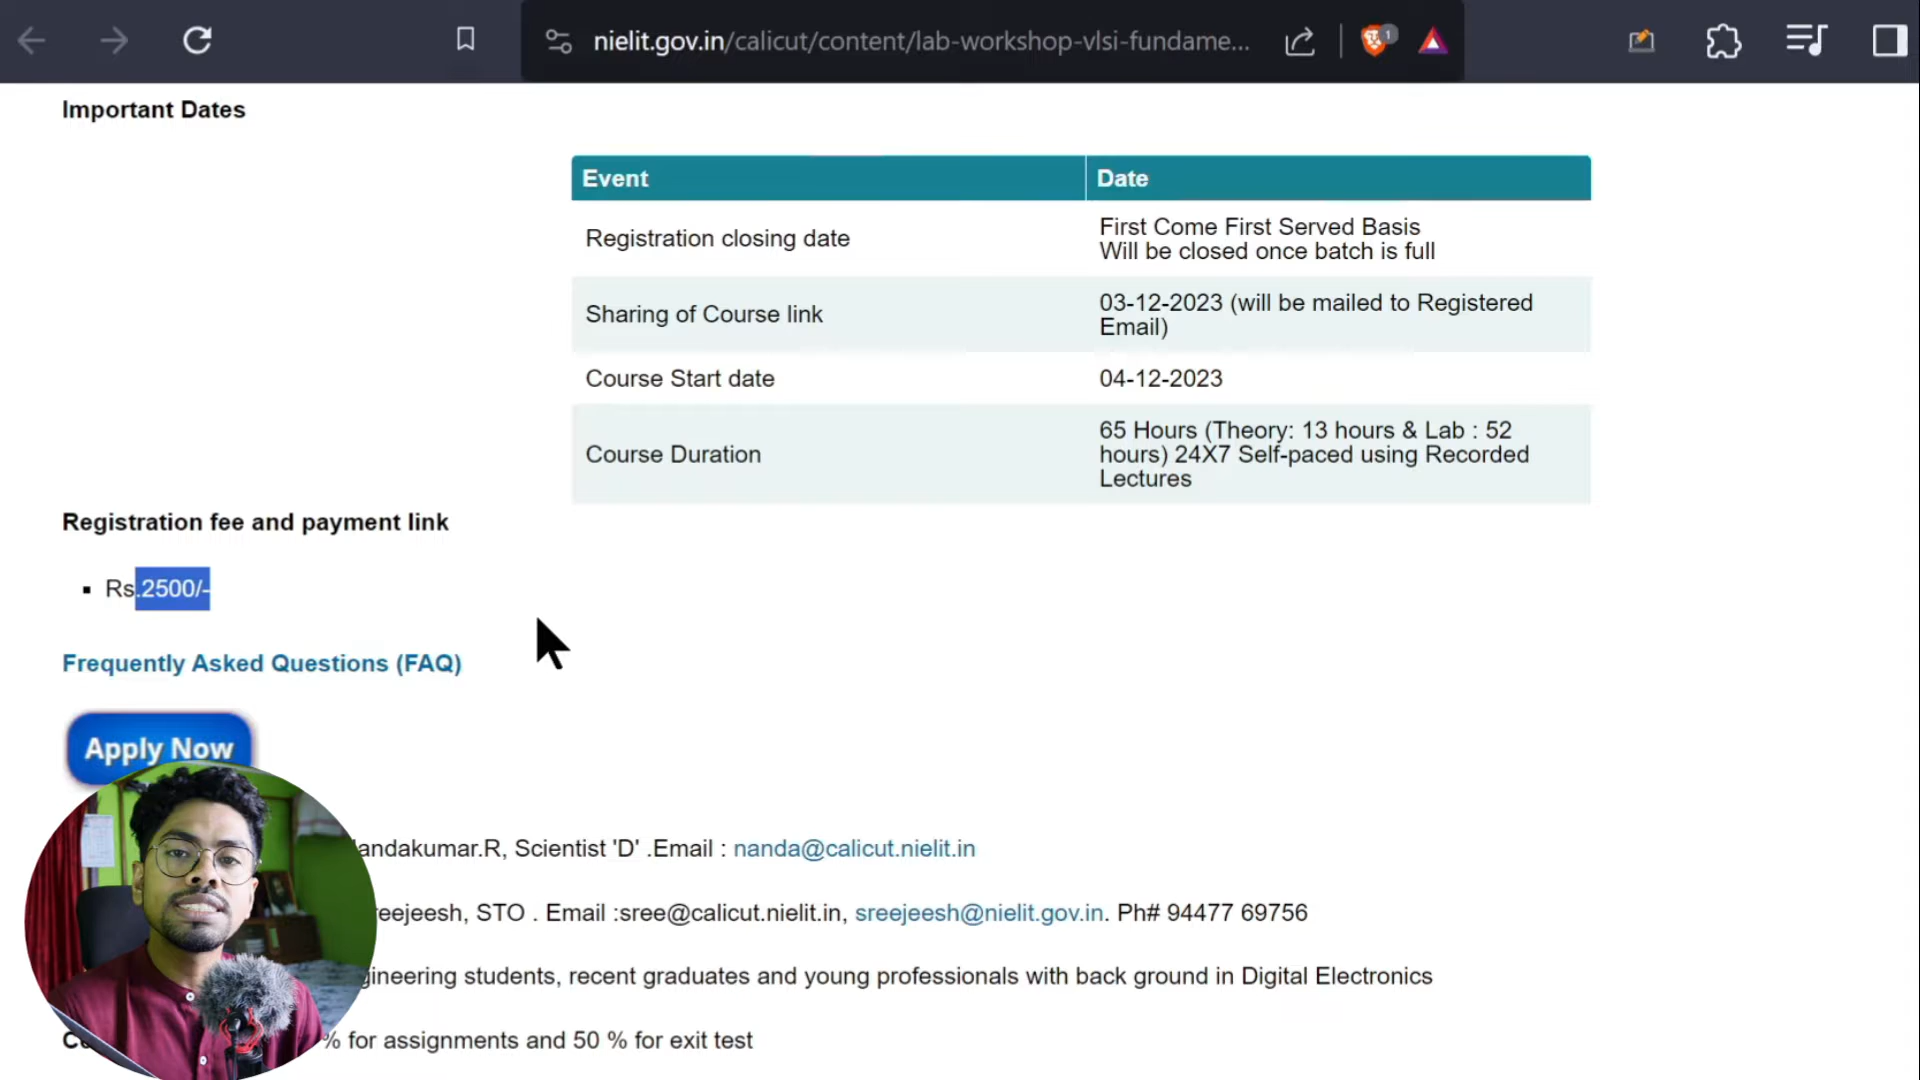 nielit.gov.in/calicut/content/lab-workshop-vlsi-fundame...
1
Important Dates
Event Date
Registration closing date
First Come First Served Basis
Will be closed once batch is full
Sharing of Course link
03-12-2023 (will be mailed to Registered
Email)
Course Start date
04-12-2023
Course Duration
65 Hours (Theory: 13 hours & Lab : 52
hours) 24X7 Self-paced using Recorded
Lectures
Registration fee and payment link
Rs.2500/-
Frequently Asked Questions (FAQ)
Apply Now
andakumar.R, Scientist 'D' .Email : nanda@calicut.nielit.in
reejeesh, STO . Email :sree@calicut.nielit.in, sreejeesh@nielit.gov.in. Ph# 94477 69756
gineering students, recent graduates and young professionals with back ground in Digital Electronics
% for assignments and 50 % for exit test